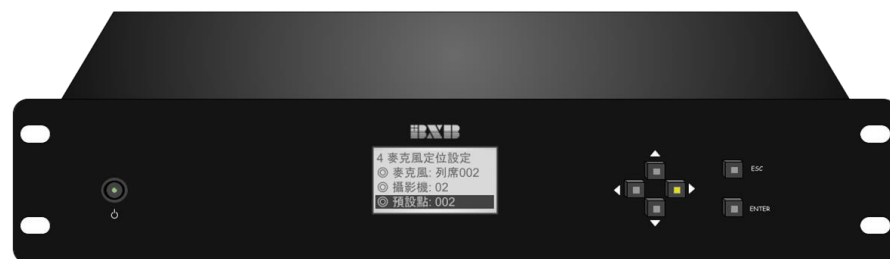 BXB
4 麥克風定位設定
◎ 麥克風: 列席002
◎ 攝影機: 02
◎ 預設點: 002
ESC
ENTER